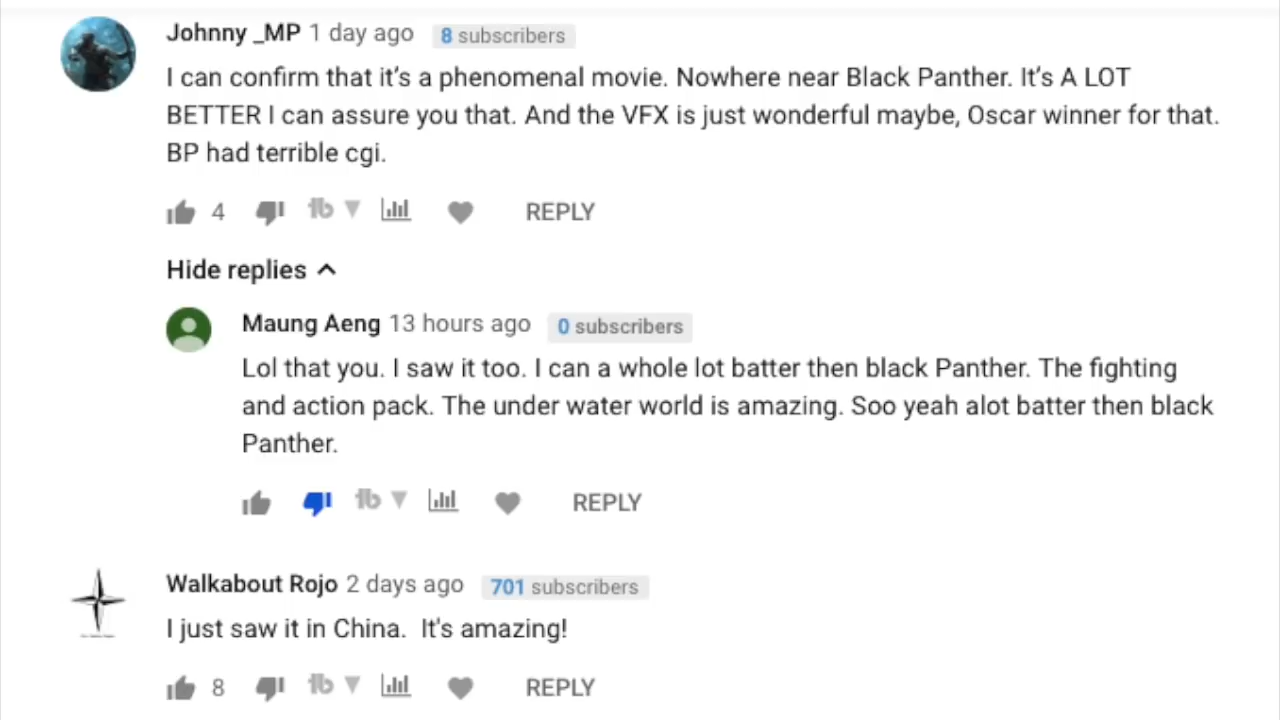 Johnny _MP 1 day ago 8 subscribers
I can confirm that it's a phenomenal movie. Nowhere near Black Panther. It's A LOT
BETTER I can assure you that. And the VFX is just wonderful maybe, Oscar winner for that.
BP had terrible cgi.
4 tb REPLY
Hide replies
Maung Aeng 13 hours ago 0 subscribers
Lol that you. I saw it too. I can a whole lot batter then black Panther. The fighting
and action pack. The under water world is amazing. Soo yeah alot batter then black
Panther.
tb REPLY
Walkabout Rojo 2 days ago 701 subscribers
I just saw it in China.  It's amazing!
8 tb REPLY